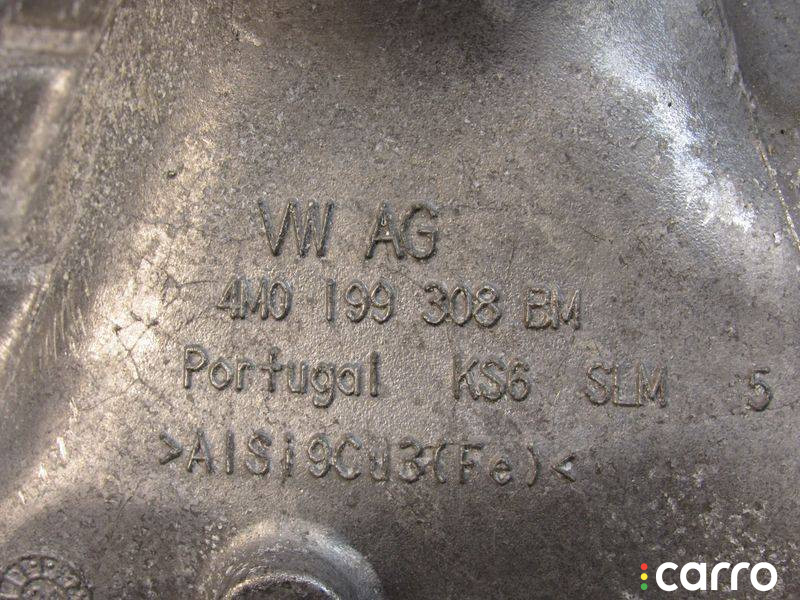 VW AG
4M0 199 308 BM
Portugal KS6 SLM 5
>AlSi9Cu3(Fe)<
carro